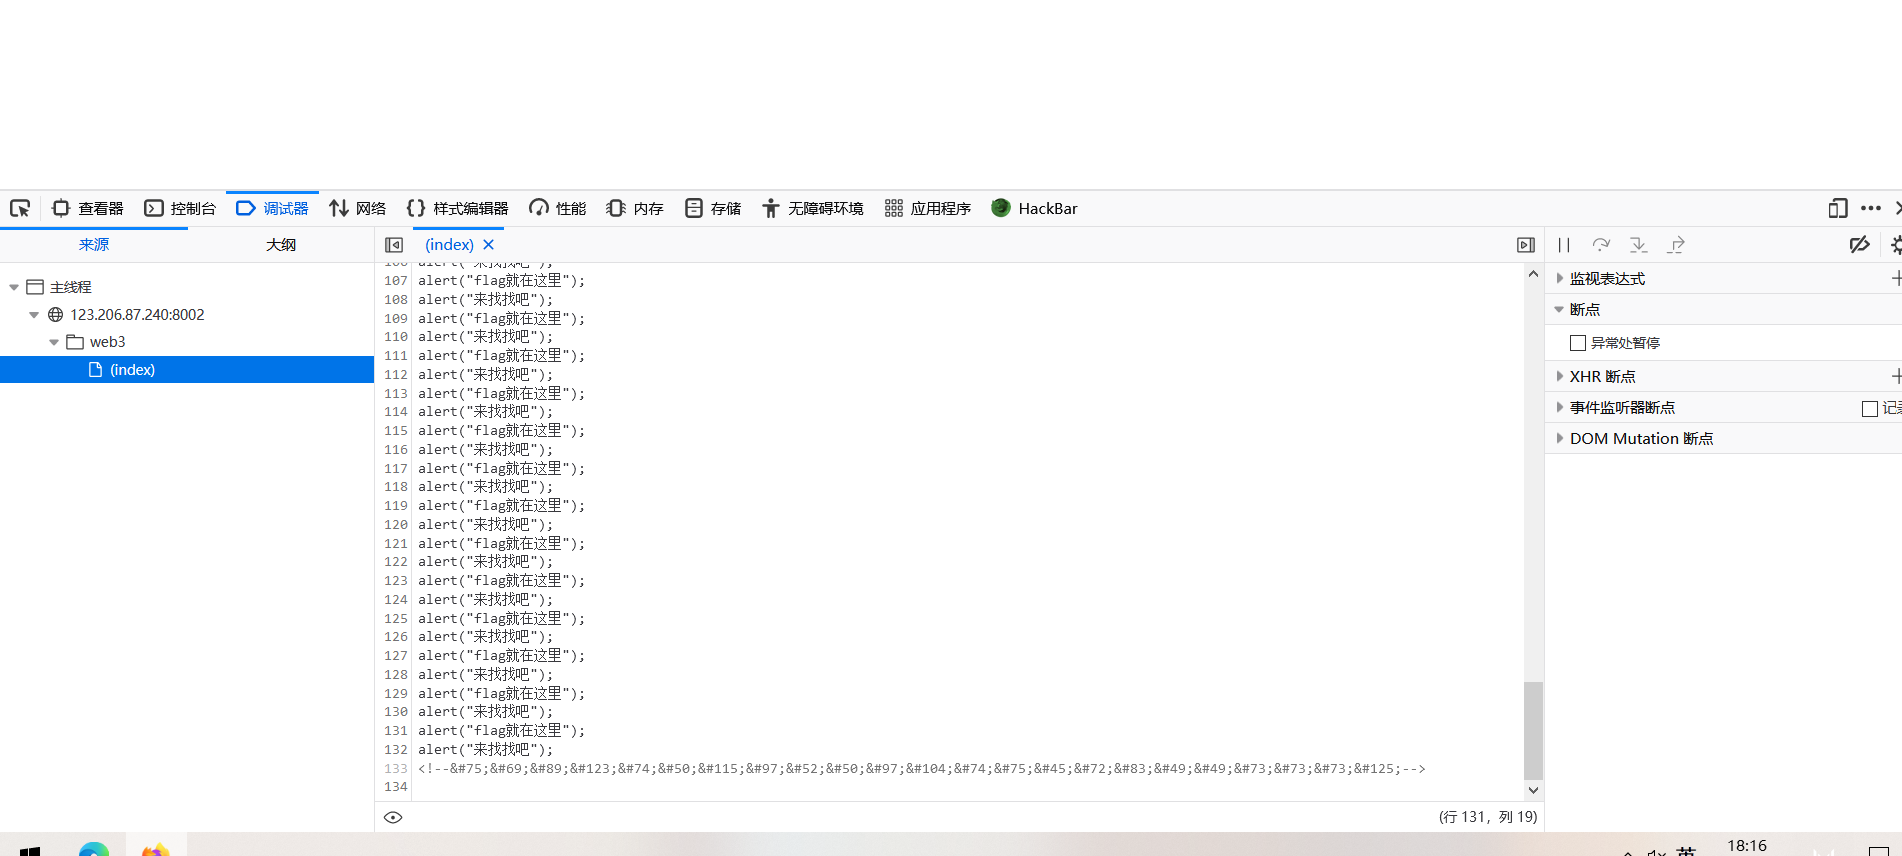 查看器 控制台 调试器 网络 样式编辑器 性能 内存 存储 无障碍环境 应用程序 HackBar
来源 大纲
(index)
主线程
123.206.87.240:8002
web3
(index)
106 alert("来找找吧");
107 alert("flag就在这里");
108 alert("来找找吧");
109 alert("flag就在这里");
110 alert("来找找吧");
111 alert("flag就在这里");
112 alert("来找找吧");
113 alert("flag就在这里");
114 alert("来找找吧");
115 alert("flag就在这里");
116 alert("来找找吧");
117 alert("flag就在这里");
118 alert("来找找吧");
119 alert("flag就在这里");
120 alert("来找找吧");
121 alert("flag就在这里");
122 alert("来找找吧");
123 alert("flag就在这里");
124 alert("来找找吧");
125 alert("flag就在这里");
126 alert("来找找吧");
127 alert("flag就在这里");
128 alert("来找找吧");
129 alert("flag就在这里");
130 alert("来找找吧");
131 alert("flag就在这里");
132 alert("来找找吧");
133 <!--&#75;&#69;&#89;&#123;&#74;&#50;&#115;&#97;&#52;&#50;&#97;&#104;&#74;&#75;&#45;&#72;&#83;&#49;&#49;&#73;&#73;&#73;&#125;-->
134
(行 131，列 19)
监视表达式
断点
异常处暂停
XHR 断点
事件监听器断点 记
DOM Mutation 断点
英
18:16